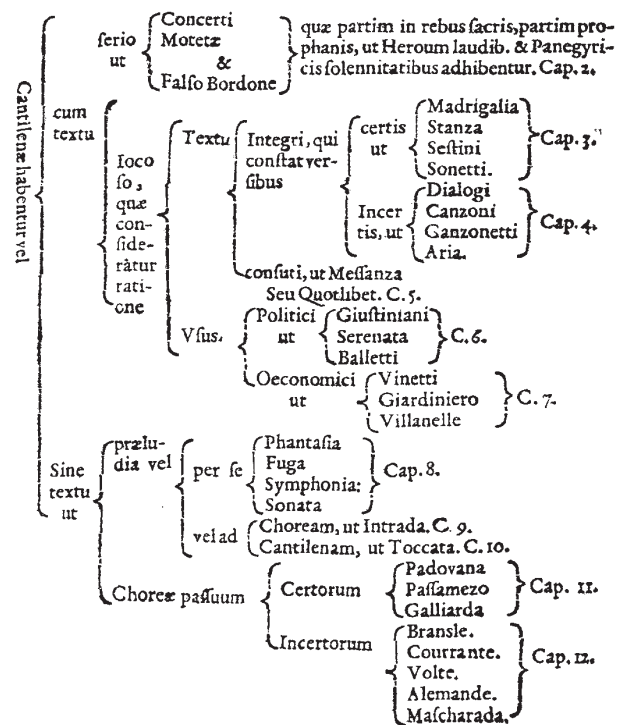 Cantilenæ habentur vel
cum
textu
ſerio
ut
Concerti
Motetæ
&
Falſo Bordone
quæ partim in rebus ſacris, partim pro-
phanis, ut Heroum laudib. & Panegyri-
cis ſolennitatibus adhibentur. Cap. 2.
Ioco
ſo,
quæ
con-
ſide-
ràtur
rati-
one
Textu
Integri, qui
conſtat ver-
ſibus
certis
ut
Madrigalia
Stanza
Seſtini
Sonetti.
Cap. 3.
Incer
tis, ut
Dialogi
Canzoni
Ganzonetti
Aria.
Cap. 4.
conſuti, ut Meſſanza
Seu Quotlibet. C. 5.
Vſus.
Politici
ut
Giuſtiniani
Serenata
Balletti
C. 6.
Oeconomici
ut
Vinetti
Giardiniero
Villanelle
C. 7.
Sine
textu
ut
prælu-
dia vel
per ſe
Phantaſia
Fuga
Symphonia:
Sonata
Cap. 8.
vel ad
Choream, ut Intrada. C. 9.
Cantilenam, ut Toccata. C. 10.
Choreæ paſſuum
Certorum
Padovana
Paſſamezo
Galliarda
Cap. 11.
Incertorum
Bransle.
Courrante.
Volte.
Alemande.
Maſcharada.
Cap. 12.